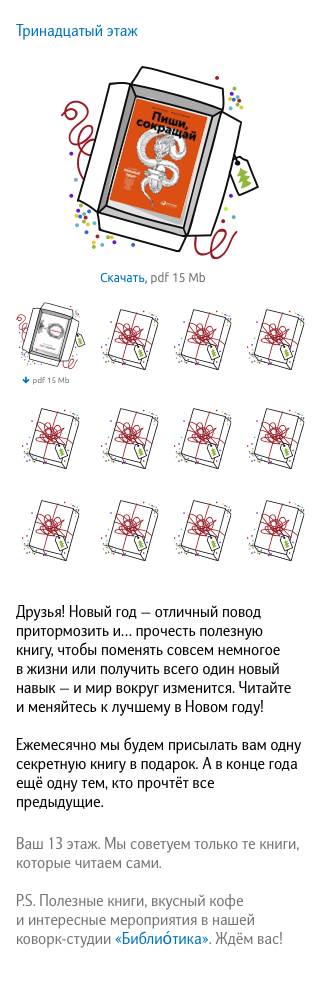 Тринадцатый этаж
Пиши,
сокращай
Скачать, pdf 15 Mb
pdf 15 Mb
Друзья! Новый год — отличный повод
притормозить и... прочесть полезную
книгу, чтобы поменять совсем немногое
в жизни или получить всего один новый
навык — и мир вокруг изменится. Читайте
и меняйтесь к лучшему в Новом году!
Ежемесячно мы будем присылать вам одну
секретную книгу в подарок. А в конце года
ещё одну тем, кто прочтёт все
предыдущие.
Ваш 13 этаж. Мы советуем только те книги,
которые читаем сами.
P.S. Полезные книги, вкусный кофе
и интересные мероприятия в нашей
коворк-студии «Библио́тика». Ждём вас!